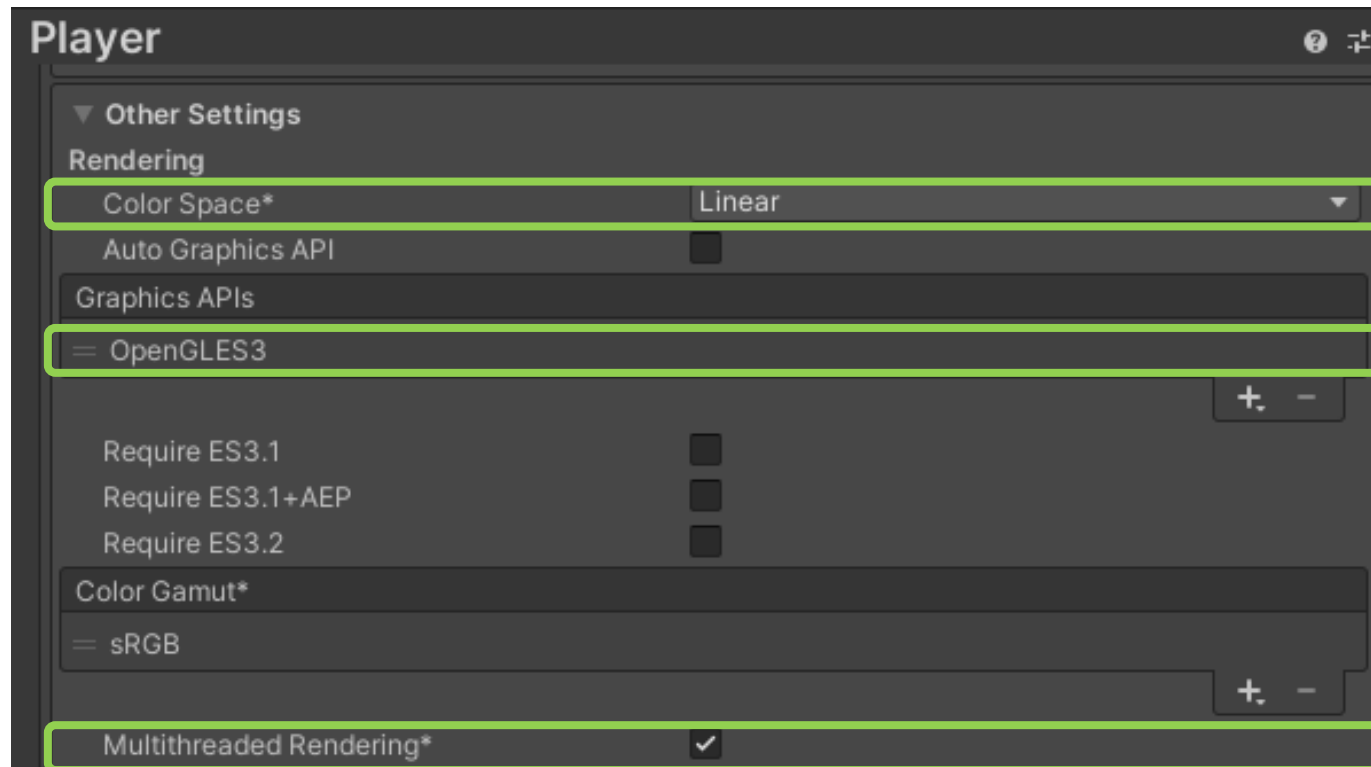 Player
Other Settings
Rendering
Color Space* Linear
Auto Graphics API
Graphics APIs
OpenGLES3
Require ES3.1
Require ES3.1+AEP
Require ES3.2
Color Gamut*
sRGB
Multithreaded Rendering*